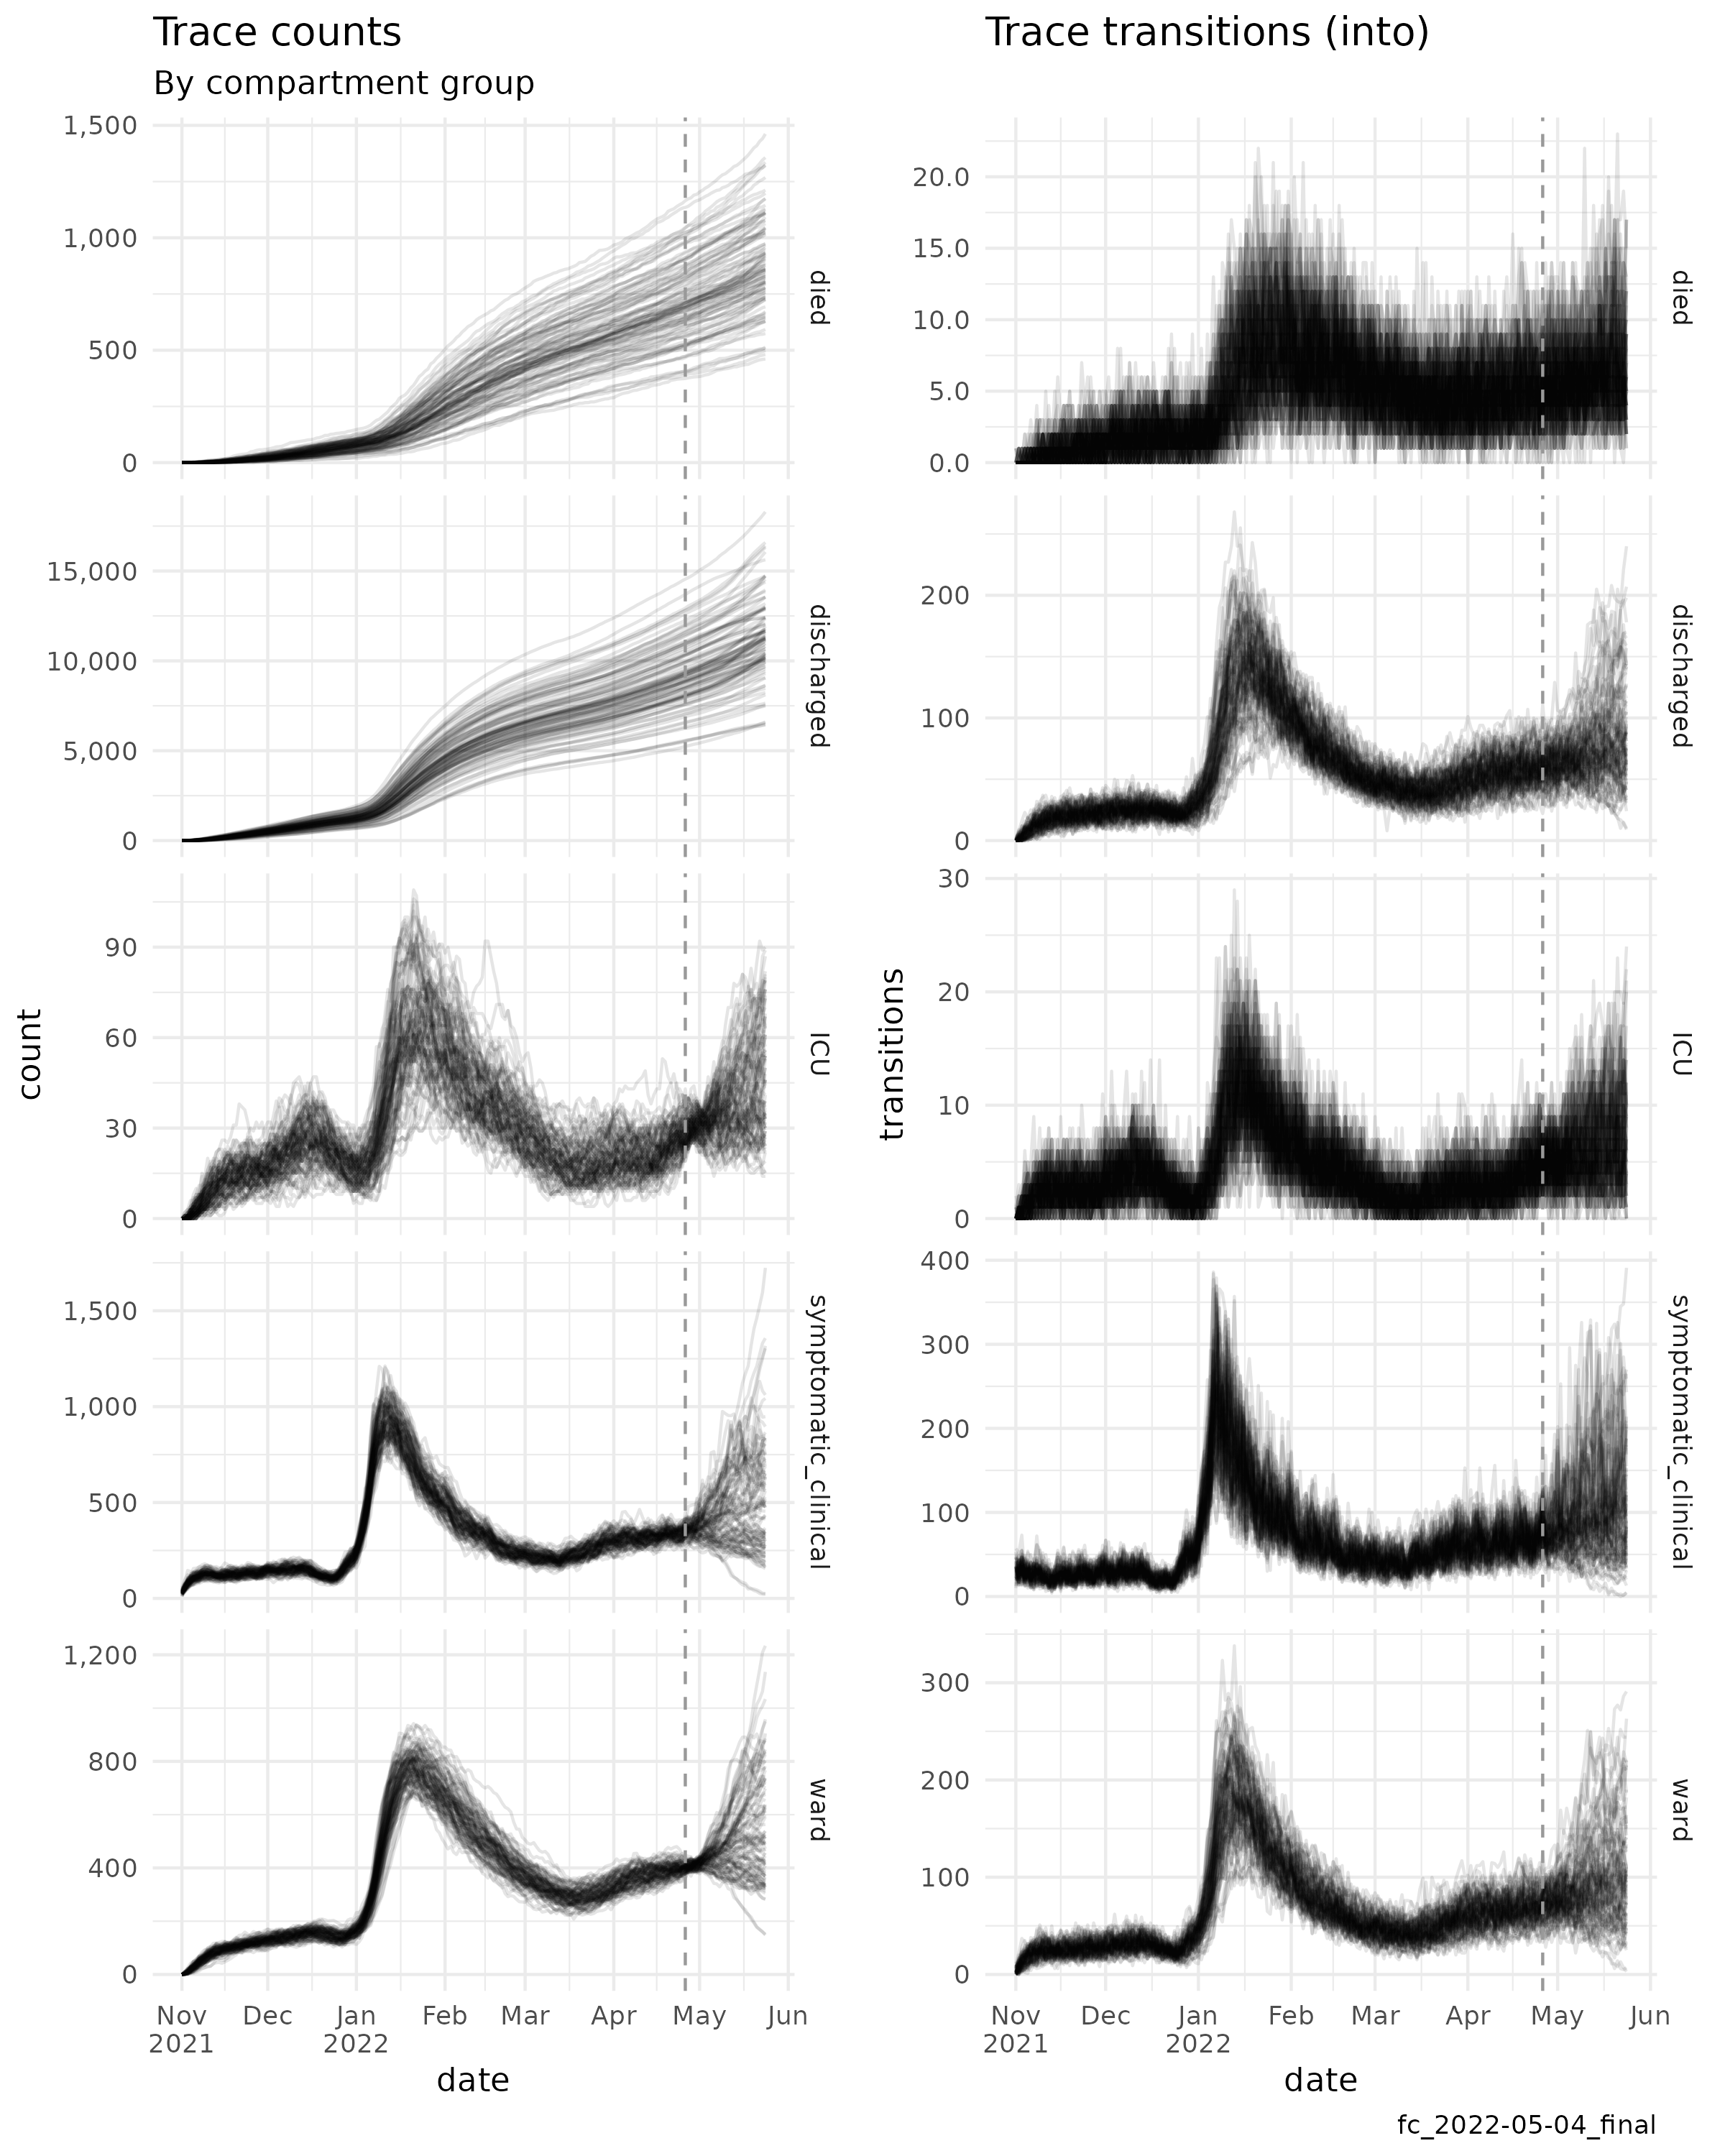 Trace counts
By compartment group
count
1,500
1,000
500
0
died
15,000
10,000
5,000
0
discharged
90
60
30
0
ICU
1,500
1,000
500
0
symptomatic_clinical
1,200
800
400
0
ward
Nov Dec Jan Feb Mar Apr May Jun
2021 2022
date
Trace transitions (into)
transitions
20.0
15.0
10.0
5.0
0.0
died
200
100
0
discharged
30
20
10
0
ICU
400
300
200
100
0
symptomatic_clinical
300
200
100
0
ward
Nov Dec Jan Feb Mar Apr May Jun
2021 2022
date
fc_2022-05-04_final